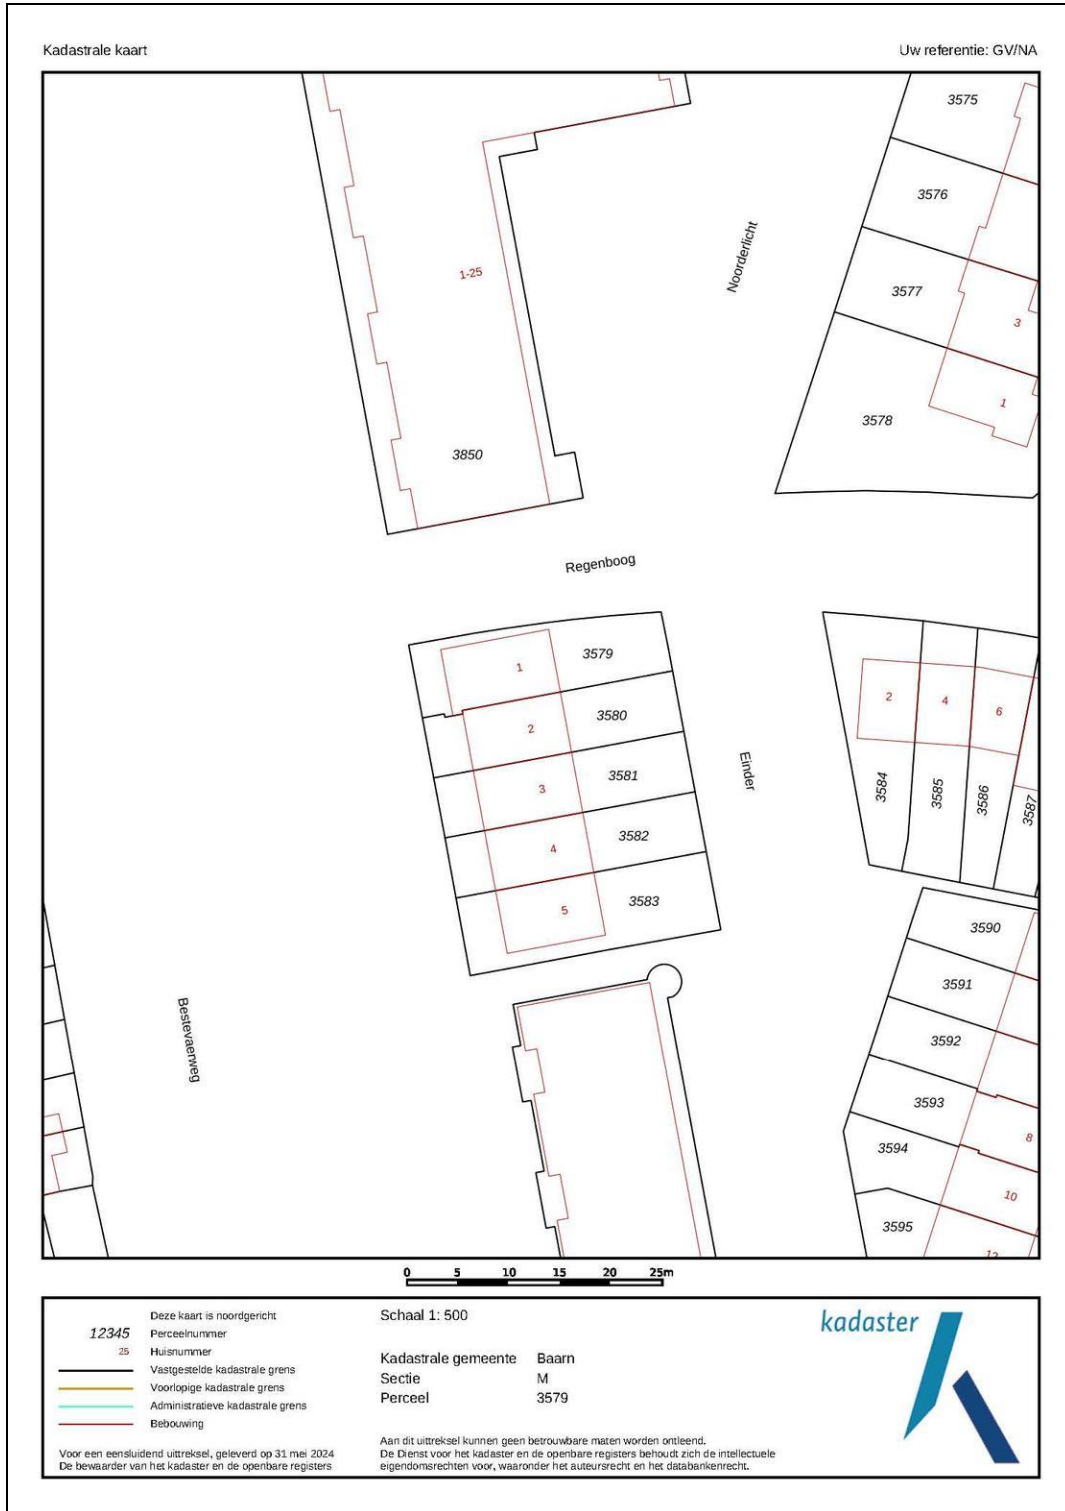 Kadastrale kaart
Uw referentie: GV/NA
3575
3576
Noorderlicht
1-25
3577
3
1
3578
3850
Regenboog
1
3579
2
3580
3
3581
4
3582
5
3583
Einder
2
4
6
3584
3585
3586
3587
3590
3591
3592
3593
8
3594
10
3595
12
Bestevaerweg
0 5 10 15 20 25m
Deze kaart is noordgericht
12345 Perceelnummer
25 Huisnummer
Vastgestelde kadastrale grens
Voorlopige kadastrale grens
Administratieve kadastrale grens
Bebouwing
Voor een eensluidend uittreksel, geleverd op 31 mei 2024
De bewaarder van het kadaster en de openbare registers
Schaal 1: 500
Kadastrale gemeente Baarn
Sectie M
Perceel 3579
Aan dit uittreksel kunnen geen betrouwbare maten worden ontleend.
De Dienst voor het kadaster en de openbare registers behoudt zich de intellectuele
eigendomsrechten voor, waaronder het auteursrecht en het databankenrecht.
kadaster